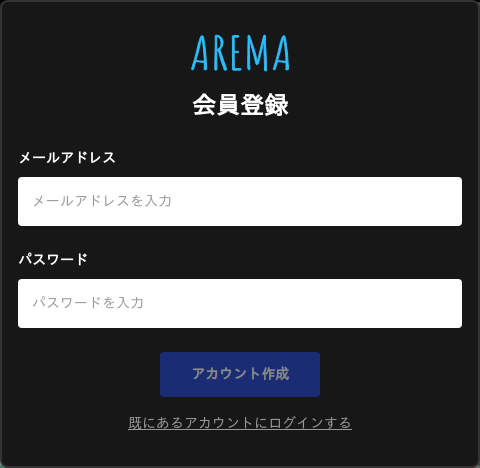 AREMA
会員登録
メールアドレス
メールアドレスを入力
パスワード
パスワードを入力
アカウント作成
既にあるアカウントにログインする